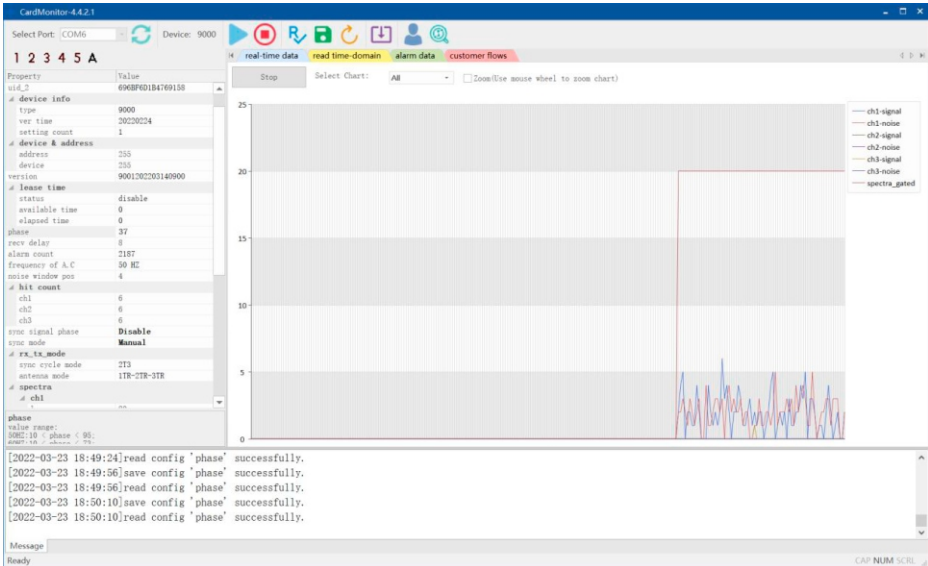 CardMonitor-4.4.2.1
Select Port: COM6 Device: 9000
1 2 3 4 5 A
real-time data read time-domain alarm data customer flows
Property Value
uid_2 696BF6D1B4769158
device info
type 9000
ver time 20220224
setting count 1
device & address
address 255
device 255
version 9001202203140900
lease time
status disable
available time 0
elapsed time 0
phase 37
recv delay 8
alarm count 2187
frequency of A.C 50 HZ
noise window pos 4
hit count
ch1 6
ch2 6
ch3 6
sync signal phase Disable
sync mode Manual
rx_tx_mode
sync cycle mode 2T3
antenna mode 1TR-2TR-3TR
spectra
ch1
phase
value range:
50HZ:10 < phase < 95;
60HZ:10 < phase < 73;
Stop Select Chart: All Zoom(Use mouse wheel to zoom chart)
25
20
15
10
5
0
ch1-signal
ch1-noise
ch2-signal
ch2-noise
ch3-signal
ch3-noise
spectra_gated
[2022-03-23 18:49:24]read config 'phase' successfully.
[2022-03-23 18:49:56]save config 'phase' successfully.
[2022-03-23 18:49:56]read config 'phase' successfully.
[2022-03-23 18:50:10]save config 'phase' successfully.
[2022-03-23 18:50:10]read config 'phase' successfully.
Message
Ready CAP NUM SCRL